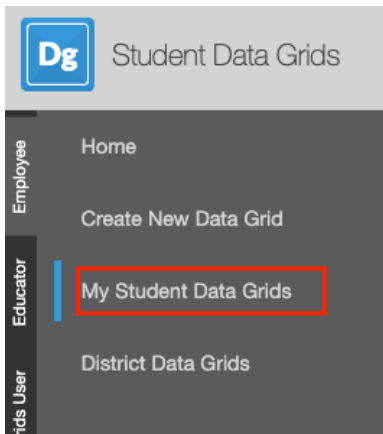 Dg Student Data Grids
Home
Create New Data Grid
My Student Data Grids
District Data Grids
Employee
Educator
ids User